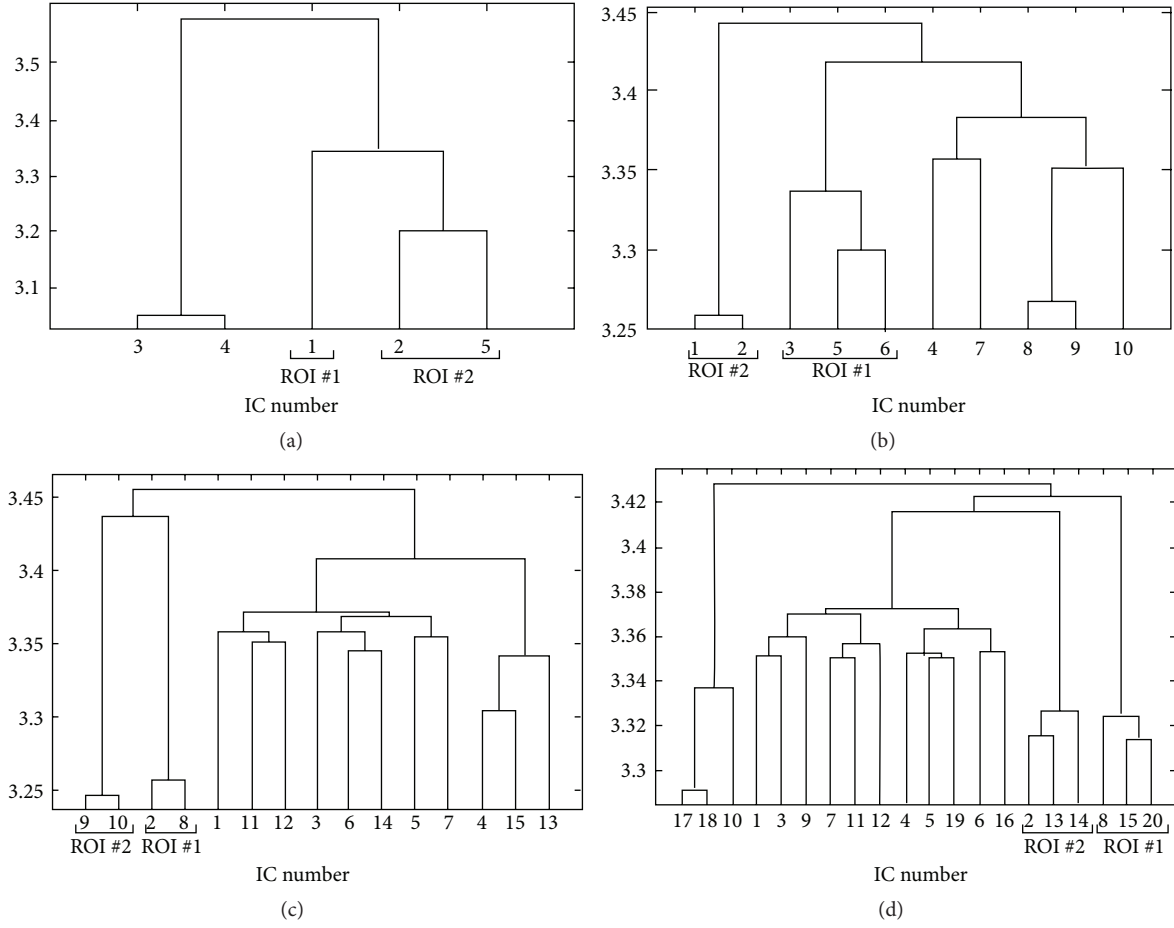 3.5
3.4
3.3
3.2
3.1
3 4 1 2 5
ROI #1 ROI #2
IC number
(a)
3.45
3.4
3.35
3.3
3.25
1 2 3 5 6 4 7 8 9 10
ROI #2 ROI #1
IC number
(b)
3.45
3.4
3.35
3.3
3.25
9 10 2 8 1 11 12 3 6 14 5 7 4 15 13
ROI #2 ROI #1
IC number
(c)
3.42
3.4
3.38
3.36
3.34
3.32
3.3
17 18 10 1 3 9 7 11 12 4 5 19 6 16 2 13 14 8 15 20
ROI #2 ROI #1
IC number
(d)